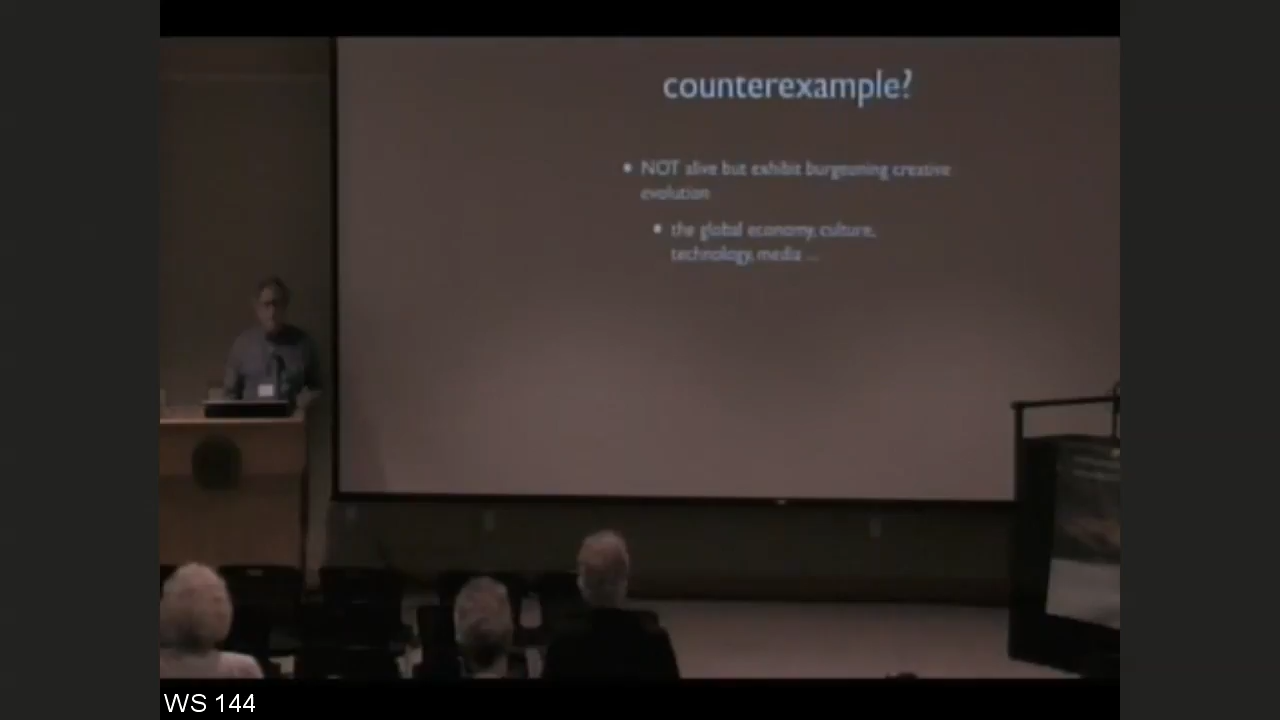 counterexample?
• NOT alive but exhibit burgeoning creative
evolution
• the global economy, culture,
technology, media ...
WS 144